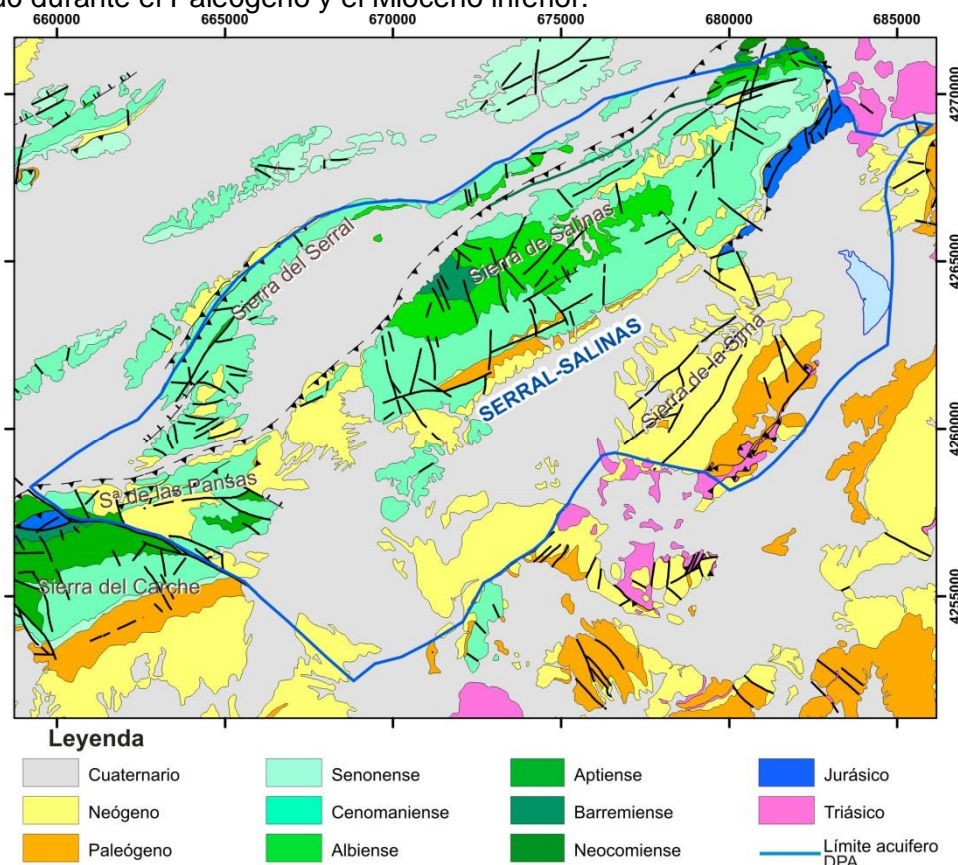 do durante el Paleógeno y el Mioceno inferior.
660000 665000 670000 675000 680000 685000
4270000
4265000
4260000
4255000
Sierra del Serral
Sierra de Salinas
SERRAL-SALINAS
Sierra de la Sima
Sª de las Pansas
Sierra del Carche
Leyenda
Cuaternario Senonense Aptiense Jurásico
Neógeno Cenomaniense Barremiense Triásico
Paleógeno Albiense Neocomiense Límite acuifero
DPA